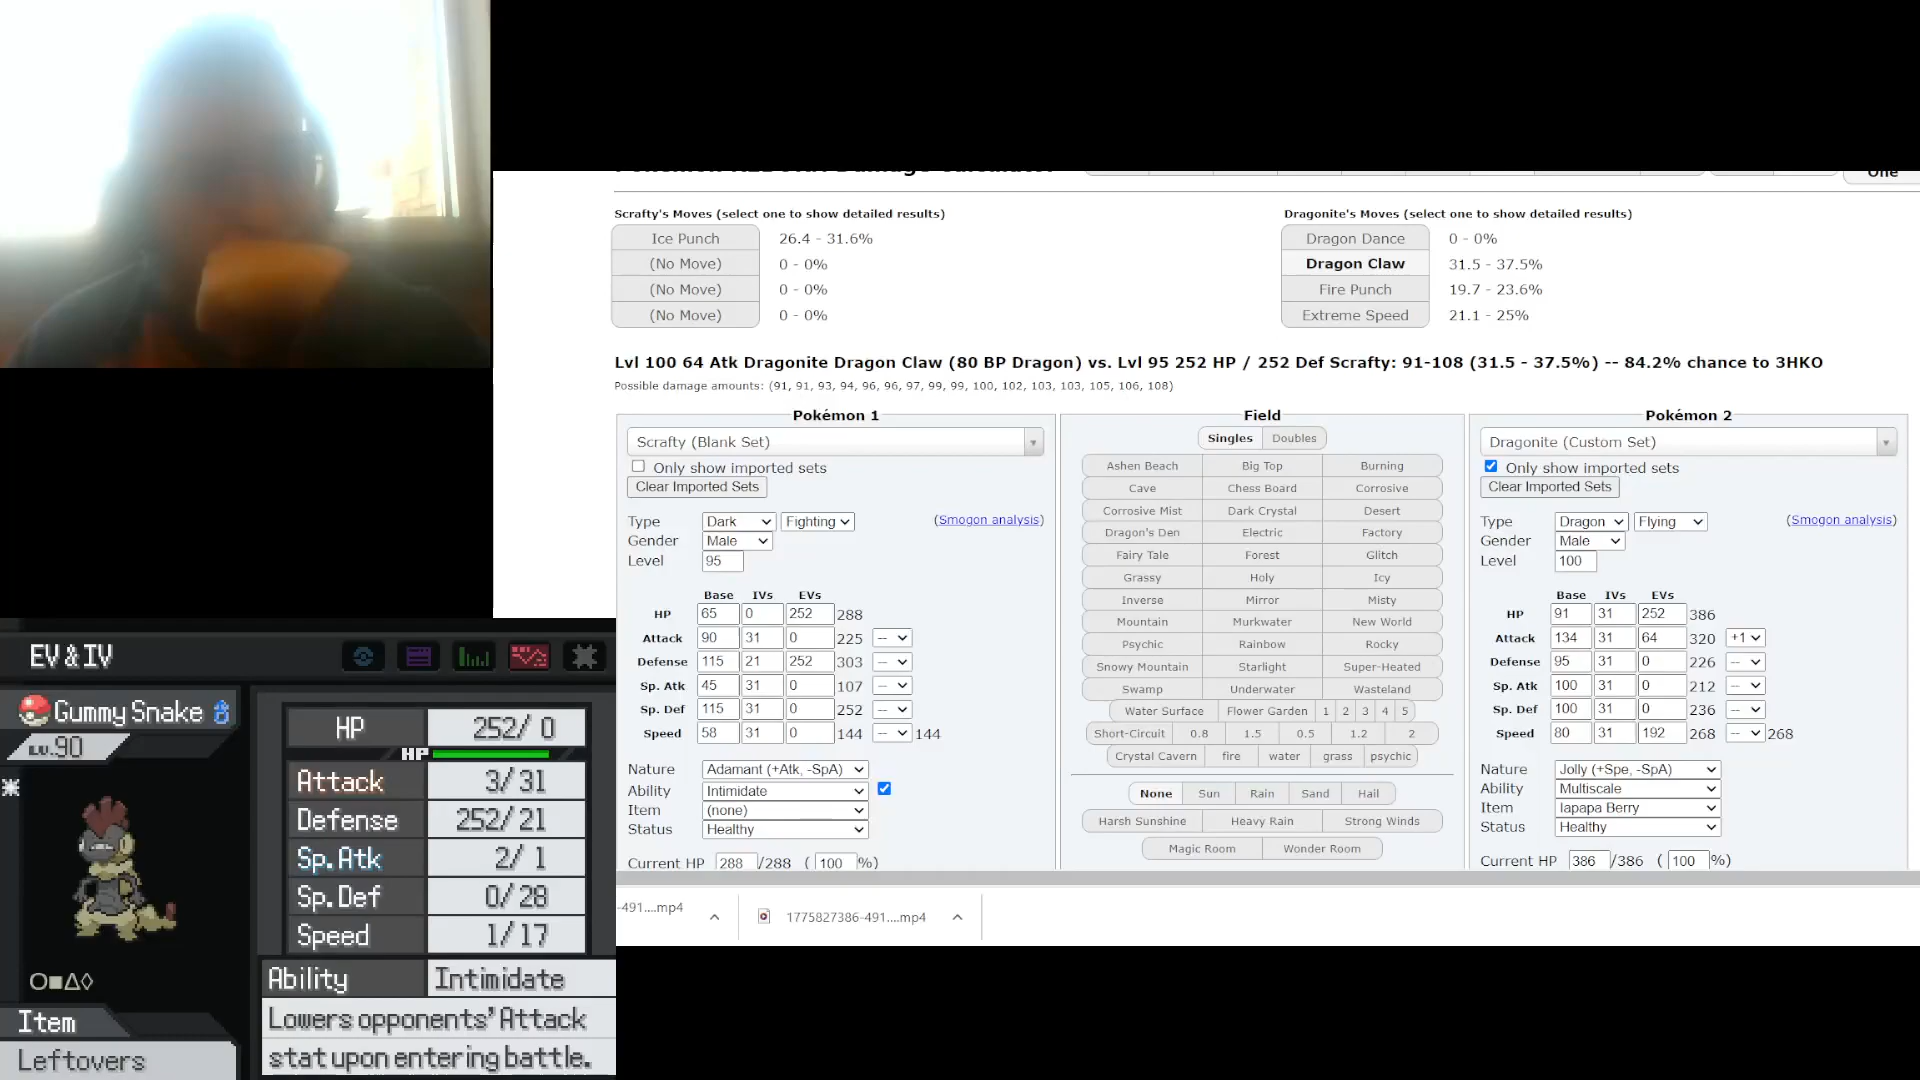 One
Scrafty's Moves (select one to show detailed results)
Ice Punch 26.4 - 31.6%
(No Move) 0 - 0%
(No Move) 0 - 0%
(No Move) 0 - 0%
Dragonite's Moves (select one to show detailed results)
Dragon Dance 0 - 0%
Dragon Claw 31.5 - 37.5%
Fire Punch 19.7 - 23.6%
Extreme Speed 21.1 - 25%
Lvl 100 64 Atk Dragonite Dragon Claw (80 BP Dragon) vs. Lvl 95 252 HP / 252 Def Scrafty: 91-108 (31.5 - 37.5%) -- 84.2% chance to 3HKO
Possible damage amounts: (91, 91, 93, 94, 96, 96, 97, 99, 99, 100, 102, 103, 103, 105, 106, 108)
Pokémon 1
Scrafty (Blank Set)
Only show imported sets
Clear Imported Sets
Type Dark Fighting (Smogon analysis)
Gender Male
Level 95
Base IVs EVs
HP 65 0 252 288
Attack 90 31 0 225 --
Defense 115 21 252 303 --
Sp. Atk 45 31 0 107 --
Sp. Def 115 31 0 252 --
Speed 58 31 0 144 -- 144
Nature Adamant (+Atk, -SpA)
Ability Intimidate
Item (none)
Status Healthy
Current HP 288 /288 ( 100 %)
Field
Singles Doubles
Ashen Beach Big Top Burning
Cave Chess Board Corrosive
Corrosive Mist Dark Crystal Desert
Dragon's Den Electric Factory
Fairy Tale Forest Glitch
Grassy Holy Icy
Inverse Mirror Misty
Mountain Murkwater New World
Psychic Rainbow Rocky
Snowy Mountain Starlight Super-Heated
Swamp Underwater Wasteland
Water Surface Flower Garden 1 2 3 4 5
Short-Circuit 0.8 1.5 0.5 1.2 2
Crystal Cavern fire water grass psychic
None Sun Rain Sand Hail
Harsh Sunshine Heavy Rain Strong Winds
Magic Room Wonder Room
Pokémon 2
Dragonite (Custom Set)
Only show imported sets
Clear Imported Sets
Type Dragon Flying (Smogon analysis)
Gender Male
Level 100
Base IVs EVs
HP 91 31 252 386
Attack 134 31 64 320 +1
Defense 95 31 0 226 --
Sp. Atk 100 31 0 212 --
Sp. Def 100 31 0 236 --
Speed 80 31 192 268 -- 268
Nature Jolly (+Spe, -SpA)
Ability Multiscale
Item Iapapa Berry
Status Healthy
Current HP 386 /386 ( 100 %)
-491....mp4
1775827386-491....mp4
EV & IV
Gummy Snake
Lv.90
HP 252/ 0
HP
Attack 3/31
Defense 252/21
Sp.Atk 2/ 1
Sp.Def 0/28
Speed 1/17
Ability Intimidate
Lowers opponents' Attack
stat upon entering battle.
Item
Leftovers